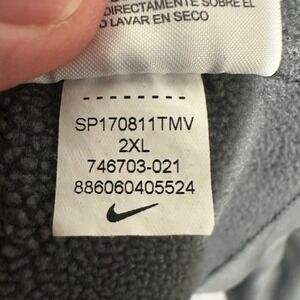 DIRECTAMENTE SOBRE EL
LAVAR EN SECO
SP170811TMV
2XL
746703-021
886060405524